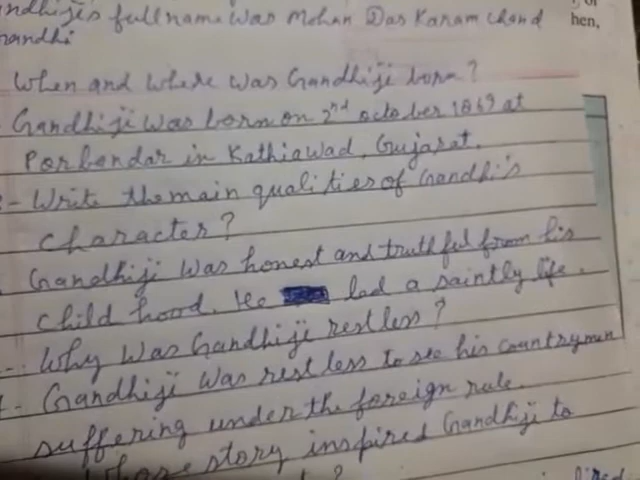 ndhiji's full name was Mohan Das Karam chand
andhi
hen,
When and where was Gandhiji born?
Gandhiji was born on 2nd october 1869 at
Porbandar in Kathiawad, Gujarat.
- Write the main qualities of Gandhi's
character?
Gandhiji was honest and truthful from his
child hood. He led a saintly life.
- Why was Gandhiji restless?
- Gandhiji was restless to see his countrymen
suffering under the foreign rule.
Whose story inspired Gandhiji to